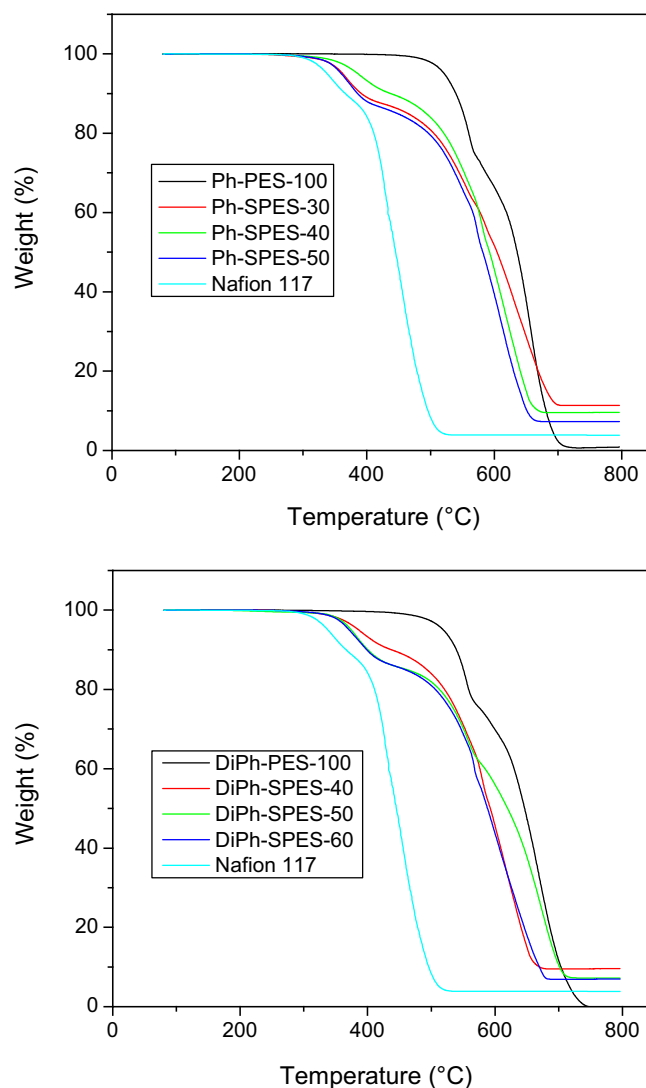 100
80
60
40
20
0
Weight (%)
Ph-PES-100
Ph-SPES-30
Ph-SPES-40
Ph-SPES-50
Nafion 117
0 200 400 600 800
Temperature (°C)
100
80
60
40
20
0
Weight (%)
DiPh-PES-100
DiPh-SPES-40
DiPh-SPES-50
DiPh-SPES-60
Nafion 117
0 200 400 600 800
Temperature (°C)